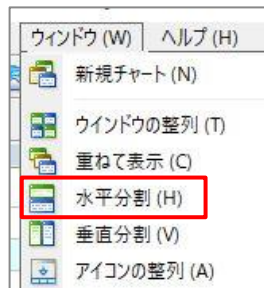 ウィンドウ (W) ヘルプ (H)
新規チャート (N)
ウインドウの整列 (T)
重ねて表示 (C)
水平分割 (H)
垂直分割 (V)
アイコンの整列 (A)